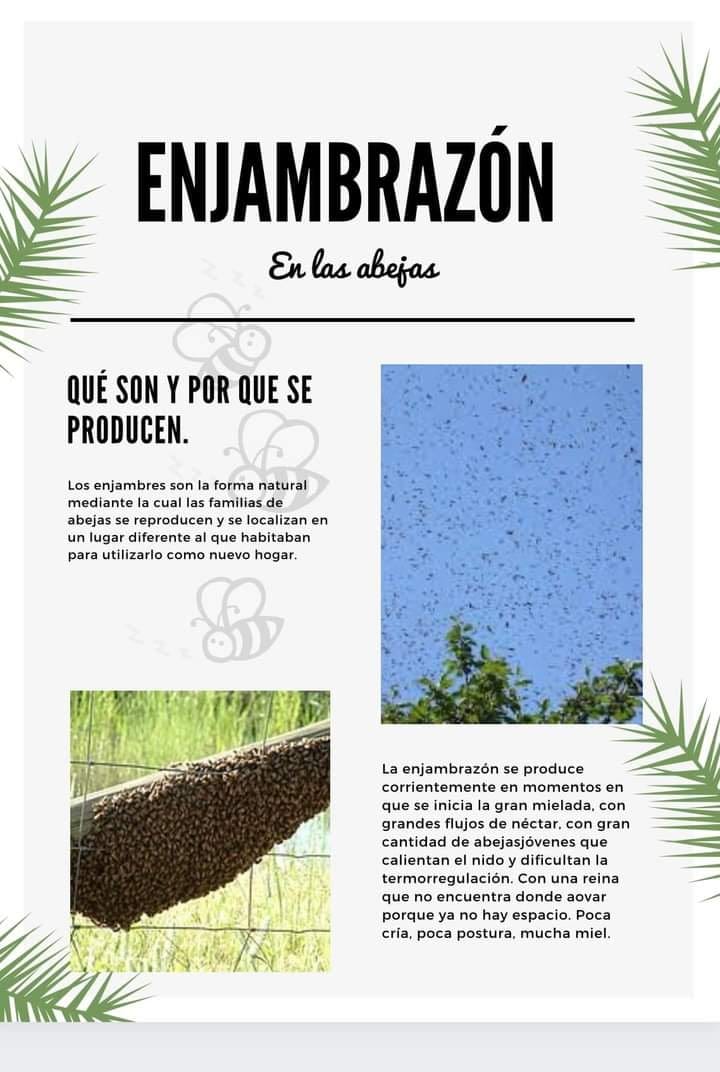 ENJAMBRAZÓN
En las abejas
QUÉ SON Y POR QUE SE
PRODUCEN.
Los enjambres son la forma natural
mediante la cual las familias de
abejas se reproducen y se localizan en
un lugar diferente al que habitaban
para utilizarlo como nuevo hogar.
La enjambrazón se produce
corrientemente en momentos en
que se inicia la gran mielada, con
grandes flujos de néctar, con gran
cantidad de abejasjóvenes que
calientan el nido y dificultan la
termorregulación. Con una reina
que no encuentra donde aovar
porque ya no hay espacio. Poca
cría, poca postura, mucha miel.